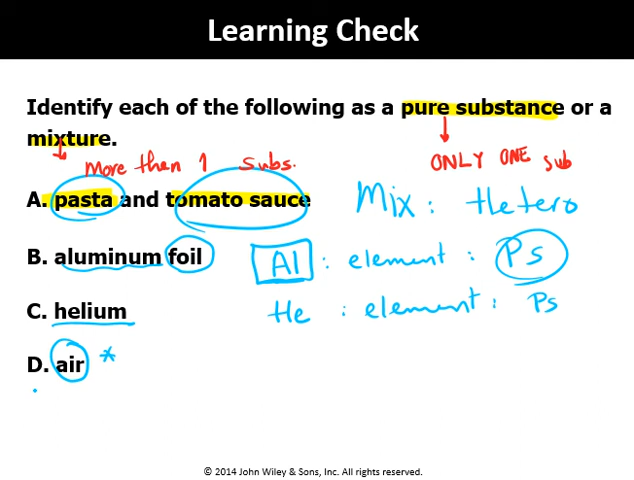 Learning Check
Identify each of the following as a pure substance or a
mixture.
More then 1 subs.
ONLY ONE sub
A. pasta and tomato sauce Mix : Hetero
B. aluminum foil Al : element : Ps
C. helium He : element : Ps
D. air *
© 2014 John Wiley & Sons, Inc. All rights reserved.